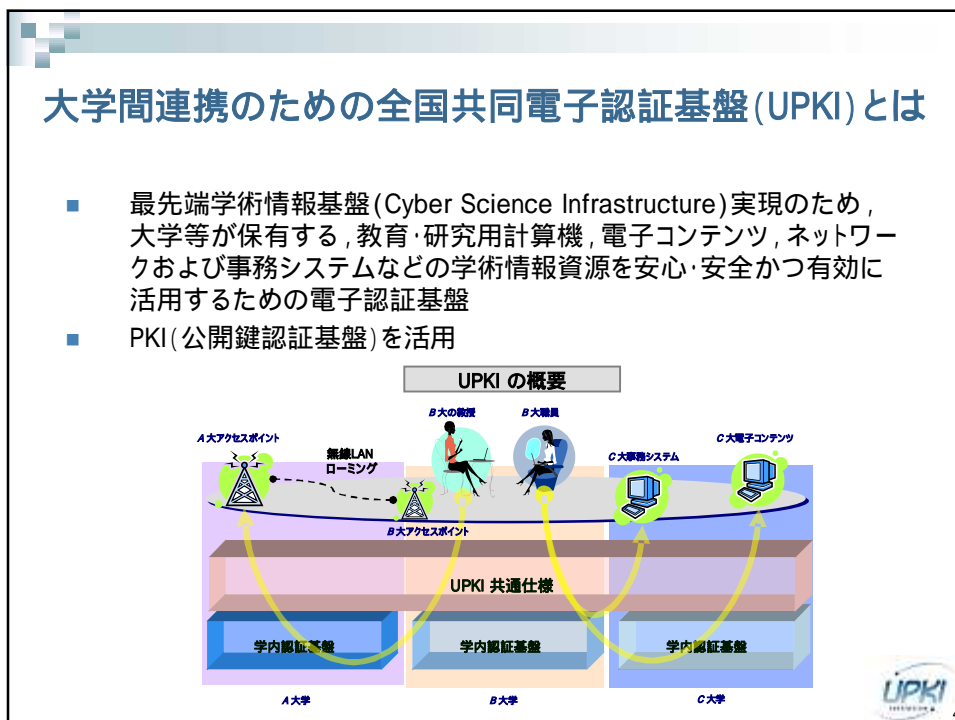 大学間連携のための全国共同電子認証基盤(UPKI)とは
最先端学術情報基盤(Cyber Science Infrastructure)実現のため,
大学等が保有する,教育・研究用計算機,電子コンテンツ,ネットワー
クおよび事務システムなどの学術情報資源を安心・安全かつ有効に
活用するための電子認証基盤
PKI(公開鍵認証基盤)を活用
UPKI の概要
B 大の教授
B 大職員
A 大アクセスポイント
無線LAN
ローミング
C 大電子コンテンツ
C 大事務システム
B 大アクセスポイント
UPKI 共通仕様
学内認証基盤
学内認証基盤
学内認証基盤
A 大学
B 大学
C 大学
UPKI